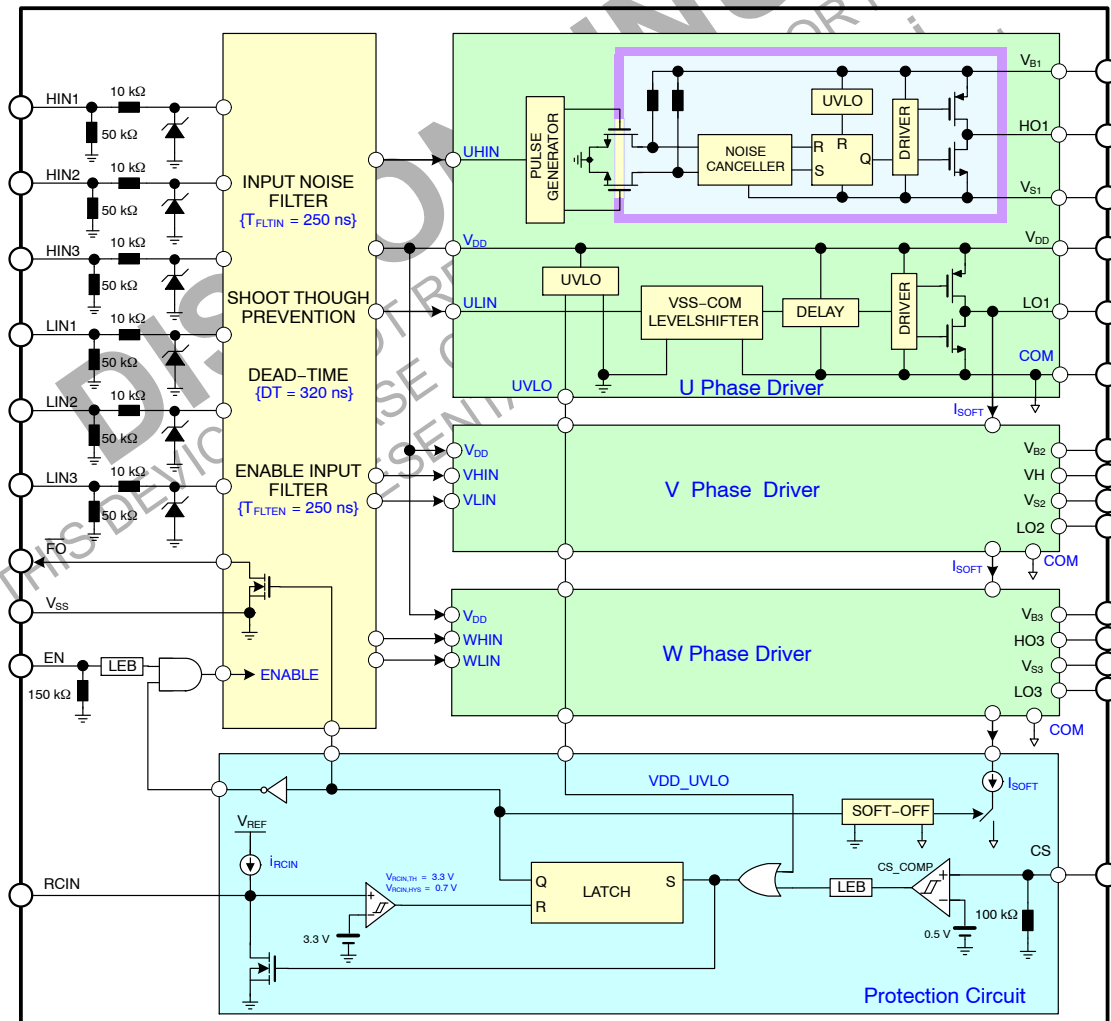 HIN1
10 kΩ
50 kΩ
HIN2
10 kΩ
50 kΩ
HIN3
10 kΩ
50 kΩ
LIN1
10 kΩ
50 kΩ
LIN2
10 kΩ
50 kΩ
LIN3
10 kΩ
50 kΩ
FO
VSS
EN
LEB
150 kΩ
INPUT NOISE
FILTER
{TFLTIN = 250 ns}
SHOOT THOUGH
PREVENTION
DEAD−TIME
{DT = 320 ns}
ENABLE INPUT
FILTER
{TFLTEN = 250 ns}
ENABLE
UHIN
PULSE
GENERATOR
NOISE
CANCELLER
UVLO
R
R
S
Q
DRIVER
VB1
HO1
VS1
VDD
VDD
UVLO
ULIN
VSS−COM
LEVELSHIFTER
DELAY
DRIVER
LO1
COM
UVLO
U Phase Driver
ISOFT
VDD
VHIN
VLIN
V Phase Driver
VB2
VH
VS2
LO2
COM
ISOFT
VDD
WHIN
WLIN
W Phase Driver
VB3
HO3
VS3
LO3
COM
VDD_UVLO
ISOFT
SOFT−OFF
VREF
iRCIN
RCIN
VRCIN,TH = 3.3 V
VRCIN,HYS = 0.7 V
+
−
3.3 V
Q
R
LATCH
S
LEB
CS_COMP
+
−
0.5 V
100 kΩ
CS
Protection Circuit
THIS DEVIC